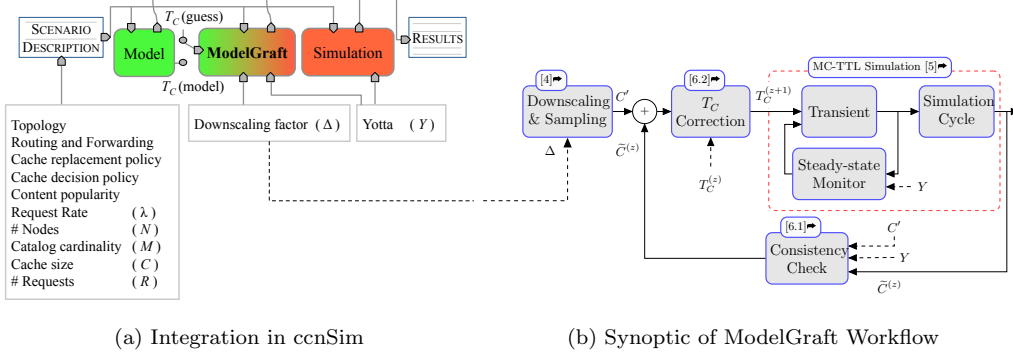 SCENARIO
DESCRIPTION
T_C(guess)
Model
T_C(model)
ModelGraft
Simulation
RESULTS
Topology
Routing and Forwarding
Cache replacement policy
Cache decision policy
Content popularity
Request Rate (λ)
# Nodes (N)
Catalog cardinality (M)
Cache size (C)
# Requests (R)
Downscaling factor (Δ)
Yotta (Y)
(a) Integration in ccnSim
[4]➦
Downscaling
& Sampling
Δ
C′
+
C̃^(z)
[6.2]➦
T_C
Correction
T_C^(z)
T_C^(z+1)
MC-TTL Simulation [5]➦
Transient
Simulation
Cycle
Steady-state
Monitor
Y
[6.1]➦
Consistency
Check
C′
Y
C̃^(z)
(b) Synoptic of ModelGraft Workflow